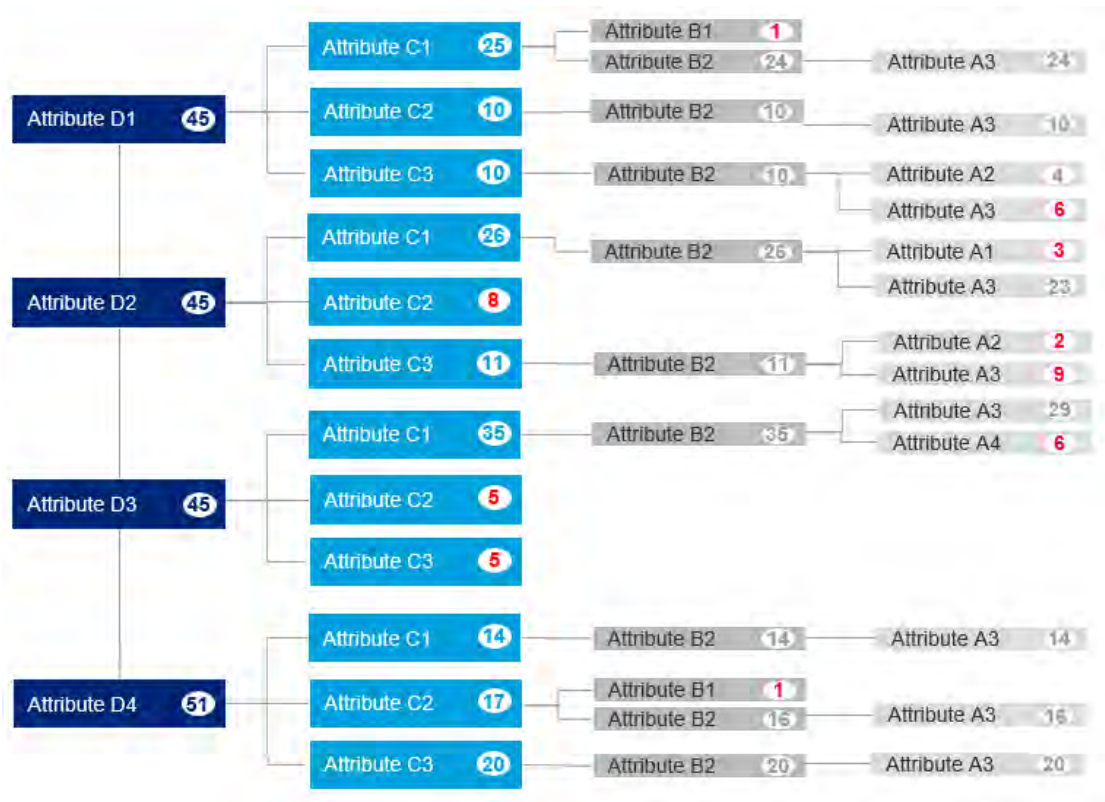 Attribute C1 25
Attribute B1 1
Attribute B2 24
Attribute A3 24
Attribute D1 45
Attribute C2 10
Attribute B2 10
Attribute A3 10
Attribute C3 10
Attribute B2 10
Attribute A2 4
Attribute A3 6
Attribute C1 26
Attribute B2 26
Attribute A1 3
Attribute A3 23
Attribute D2 45
Attribute C2 8
Attribute C3 11
Attribute B2 11
Attribute A2 2
Attribute A3 9
Attribute C1 35
Attribute B2 35
Attribute A3 29
Attribute A4 6
Attribute D3 45
Attribute C2 5
Attribute C3 5
Attribute C1 14
Attribute B2 14
Attribute A3 14
Attribute D4 51
Attribute C2 17
Attribute B1 1
Attribute B2 16
Attribute A3 16
Attribute C3 20
Attribute B2 20
Attribute A3 20